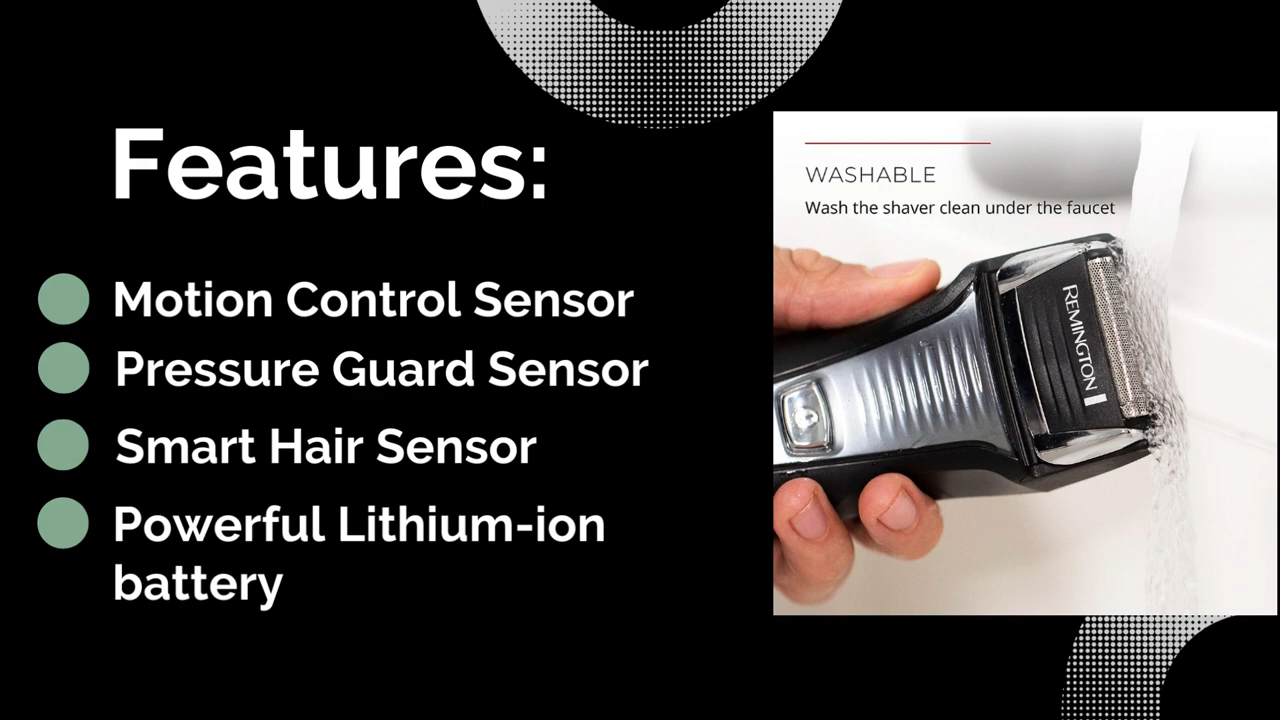 Features:
Motion Control Sensor
Pressure Guard Sensor
Smart Hair Sensor
Powerful Lithium-ion
battery
WASHABLE
Wash the shaver clean under the faucet
REMINGTON